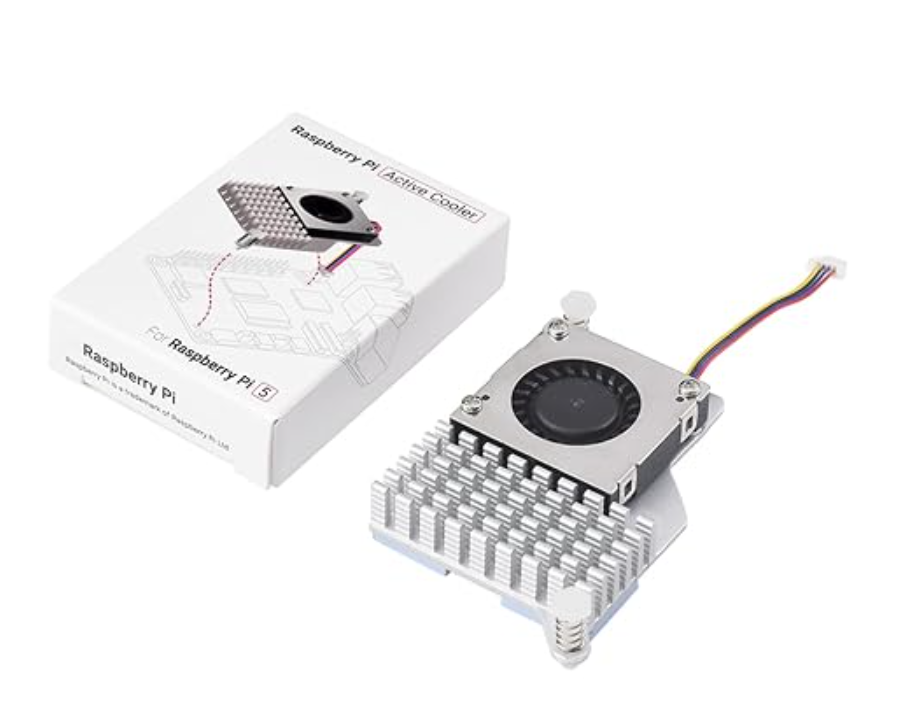 Raspberry Pi Active Cooler
For Raspberry Pi 5
Raspberry Pi
Raspberry Pi is a trademark of Raspberry Pi Ltd